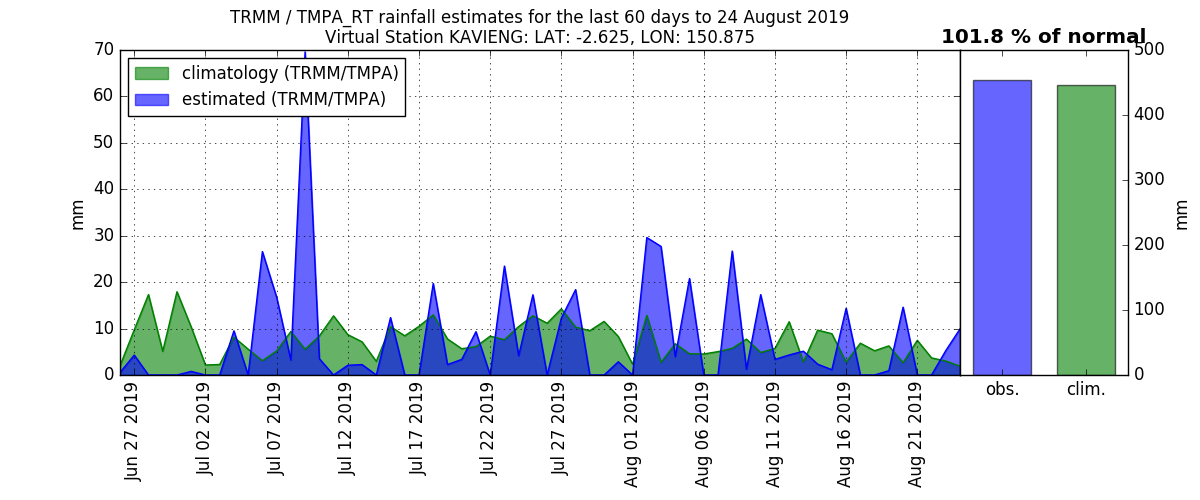 TRMM / TMPA_RT rainfall estimates for the last 60 days to 24 August 2019
Virtual Station KAVIENG: LAT: -2.625, LON: 150.875
101.8 % of normal
climatology (TRMM/TMPA)
estimated (TRMM/TMPA)
70
60
50
40
30
20
10
0
mm
Jun 27 2019
Jul 02 2019
Jul 07 2019
Jul 12 2019
Jul 17 2019
Jul 22 2019
Jul 27 2019
Aug 01 2019
Aug 06 2019
Aug 11 2019
Aug 16 2019
Aug 21 2019
500
400
300
200
100
0
mm
obs.
clim.